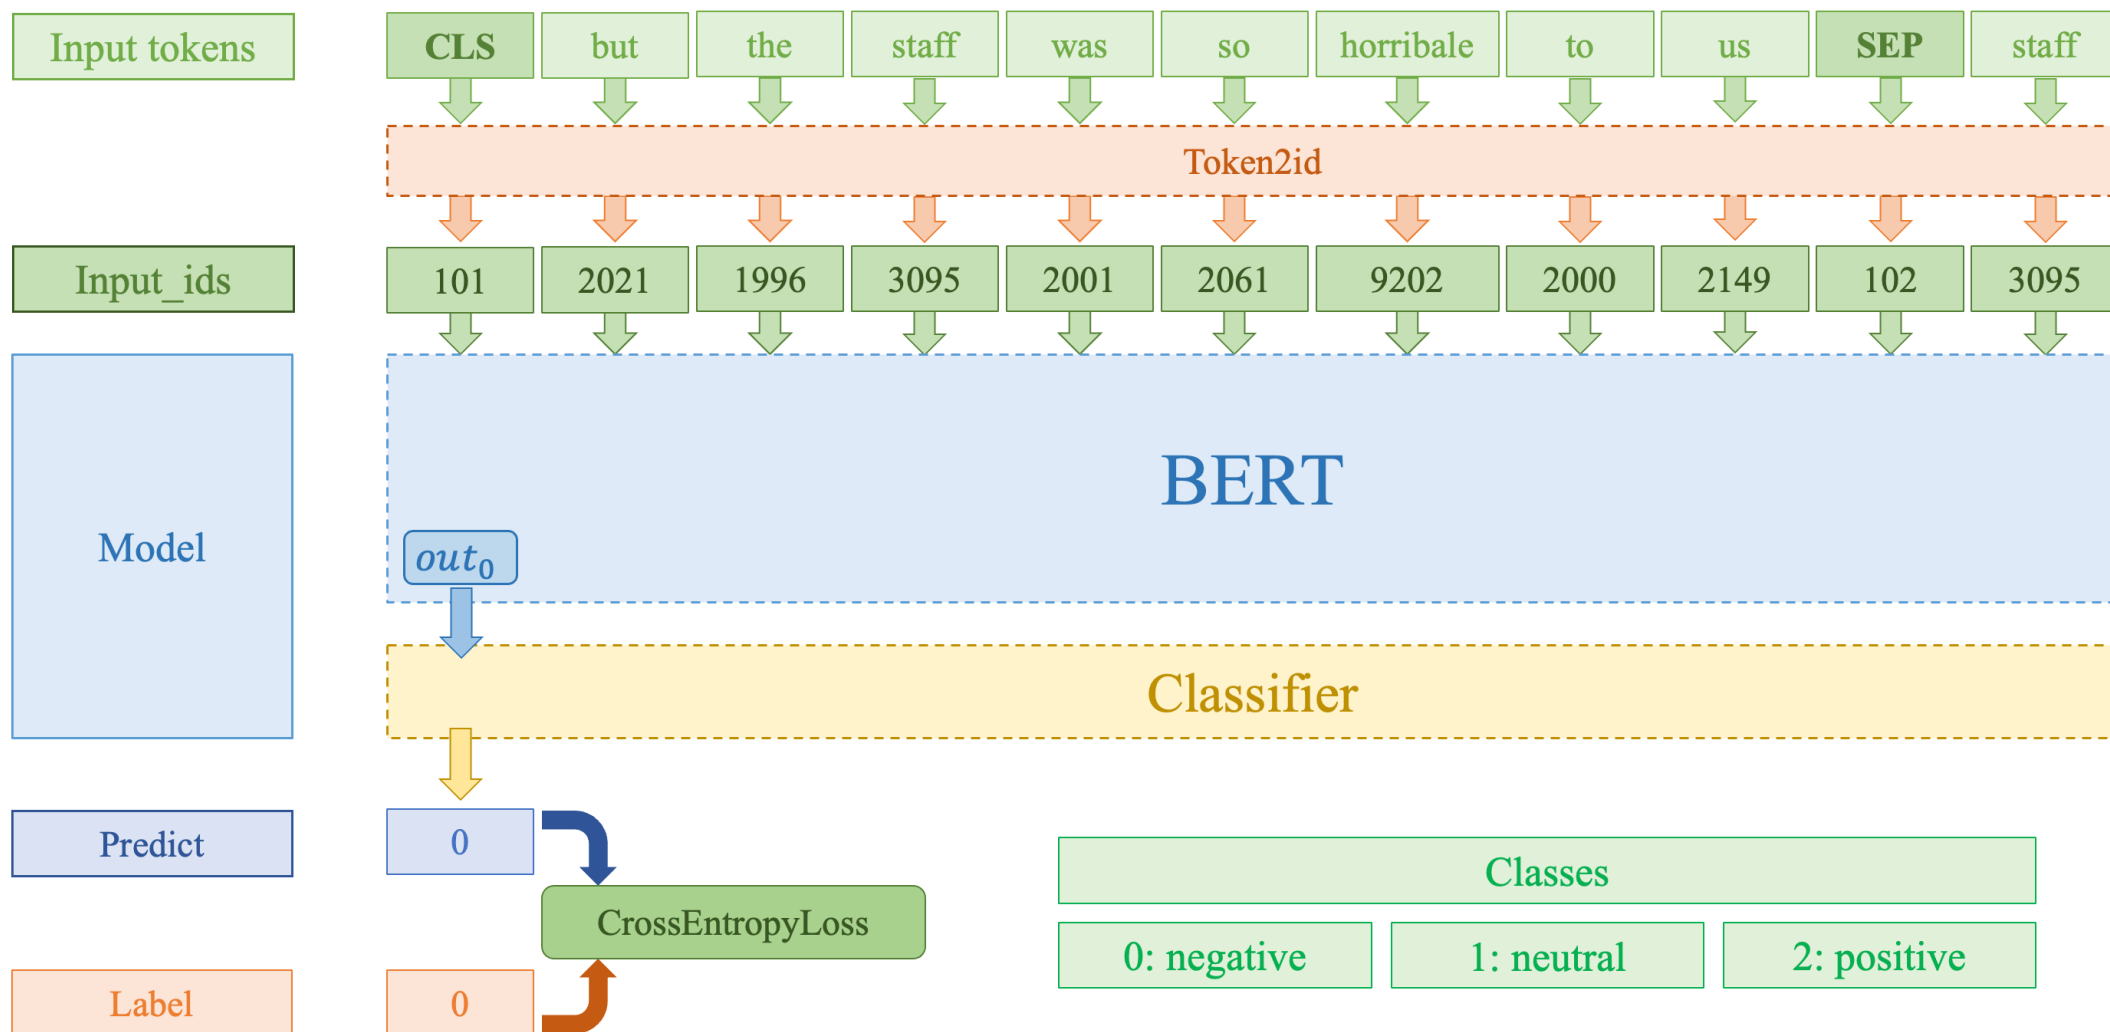 Input tokens CLS but the staff was so horribale to us SEP staff
Token2id
Input_ids 101 2021 1996 3095 2001 2061 9202 2000 2149 102 3095
BERT
Model
out₀
Classifier
Predict 0
Classes
CrossEntropyLoss
0: negative 1: neutral 2: positive
Label 0